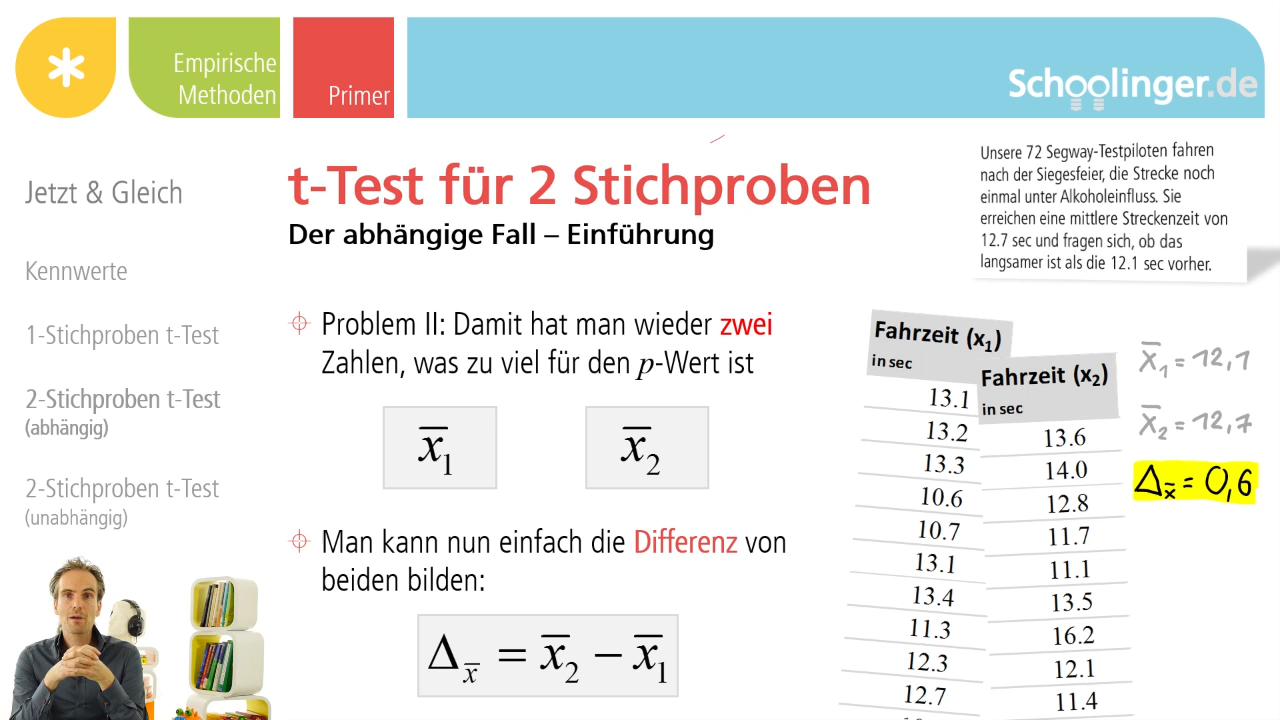 Empirische
Methoden
Primer
Schoolinger.de
Jetzt & Gleich
Kennwerte
1-Stichproben t-Test
2-Stichproben t-Test
(abhängig)
2-Stichproben t-Test
(unabhängig)
t-Test für 2 Stichproben
Der abhängige Fall – Einführung
Problem II: Damit hat man wieder zwei
Zahlen, was zu viel für den p-Wert ist
x̅₁
x̅₂
Man kann nun einfach die Differenz von
beiden bilden:
Δx̅ = x̅₂ − x̅₁
Unsere 72 Segway-Testpiloten fahren
nach der Siegesfeier, die Strecke noch
einmal unter Alkoholeinfluss. Sie
erreichen eine mittlere Streckenzeit von
12.7 sec und fragen sich, ob das
langsamer ist als die 12.1 sec vorher.
Fahrzeit (x₁)
in sec
13.1
13.2
13.3
10.6
10.7
13.1
13.4
11.3
12.3
12.7
Fahrzeit (x₂)
in sec
13.6
14.0
12.8
11.7
11.1
13.5
16.2
12.1
11.4
x̅₁ = 12,1
x̅₂ = 12,7
Δx̅ = 0,6